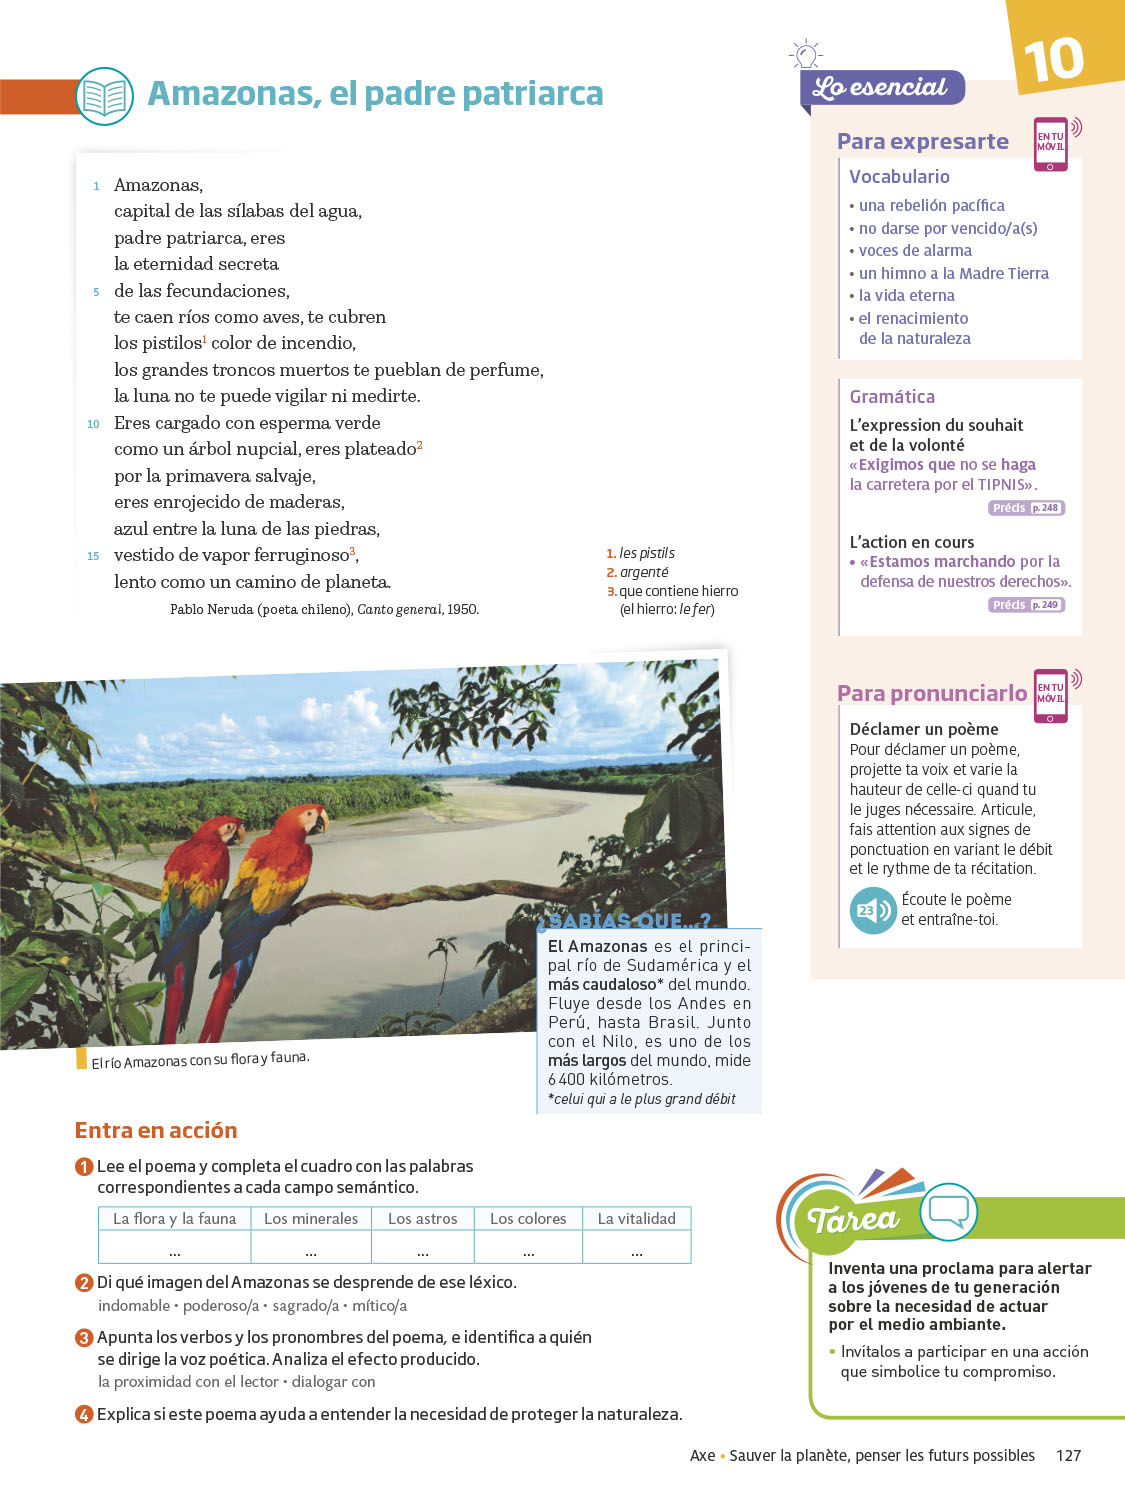 10
Amazonas, el padre patriarca
1 Amazonas,
capital de las sílabas del agua,
padre patriarca, eres
la eternidad secreta
5 de las fecundaciones,
te caen ríos como aves, te cubren
los pistilos1 color de incendio,
los grandes troncos muertos te pueblan de perfume,
la luna no te puede vigilar ni medirte.
10 Eres cargado con esperma verde
como un árbol nupcial, eres plateado2
por la primavera salvaje,
eres enrojecido de maderas,
azul entre la luna de las piedras,
15 vestido de vapor ferruginoso3,
lento como un camino de planeta.
Pablo Neruda (poeta chileno), Canto general, 1950.
1. les pistils
2. argenté
3. que contiene hierro
(el hierro: le fer)
El río Amazonas con su flora y fauna.
¿SABÍAS QUE...?
El Amazonas es el princi-
pal río de Sudamérica y el
más caudaloso* del mundo.
Fluye desde los Andes en
Perú, hasta Brasil. Junto
con el Nilo, es uno de los
más largos del mundo, mide
6 400 kilómetros.
*celui qui a le plus grand débit
Entra en acción
1 Lee el poema y completa el cuadro con las palabras
correspondientes a cada campo semántico.
La flora y la fauna Los minerales Los astros Los colores La vitalidad
... ... ... ... ...
2 Di qué imagen del Amazonas se desprende de ese léxico.
indomable • poderoso/a • sagrado/a • mítico/a
3 Apunta los verbos y los pronombres del poema, e identifica a quién
se dirige la voz poética. Analiza el efecto producido.
la proximidad con el lector • dialogar con
4 Explica si este poema ayuda a entender la necesidad de proteger la naturaleza.
Lo esencial
Para expresarte
EN TU
MÓVIL
Vocabulario
• una rebelión pacífica
• no darse por vencido/a(s)
• voces de alarma
• un himno a la Madre Tierra
• la vida eterna
• el renacimiento
de la naturaleza
Gramática
L'expression du souhait
et de la volonté
«Exigimos que no se haga
la carretera por el TIPNIS».
Précis p. 248
L'action en cours
• «Estamos marchando por la
defensa de nuestros derechos».
Précis p. 249
Para pronunciarlo
EN TU
MÓVIL
Déclamer un poème
Pour déclamer un poème,
projette ta voix et varie la
hauteur de celle-ci quand tu
le juges nécessaire. Articule,
fais attention aux signes de
ponctuation en variant le débit
et le rythme de ta récitation.
23
Écoute le poème
et entraîne-toi.
Tarea
Inventa una proclama para alertar
a los jóvenes de tu generación
sobre la necesidad de actuar
por el medio ambiante.
• Invítalos a participar en una acción
que simbolice tu compromiso.
Axe • Sauver la planète, penser les futurs possibles 127